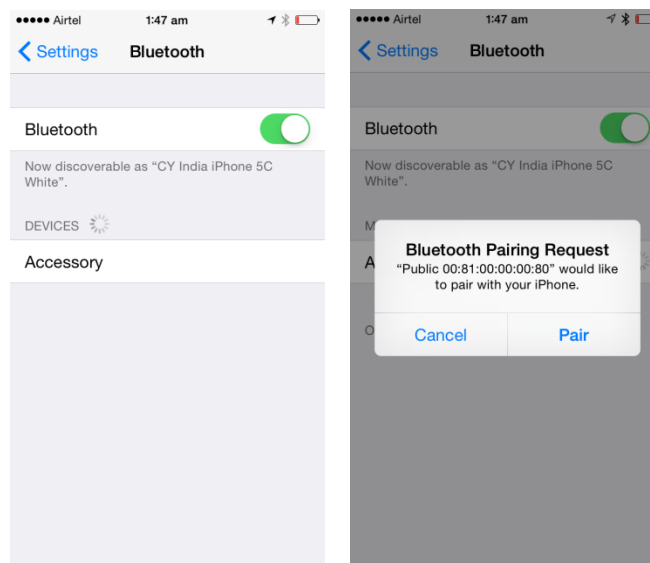 ●●●●● Airtel 1:47 am
Settings Bluetooth
Bluetooth
Now discoverable as “CY India iPhone 5C
White”.
DEVICES
Accessory
●●●●● Airtel 1:47 am
Settings Bluetooth
Bluetooth
Now discoverable as “CY India iPhone 5C
White”.
M
A
Bluetooth Pairing Request
“Public 00:81:00:00:00:80” would like
to pair with your iPhone.
O
Cancel Pair